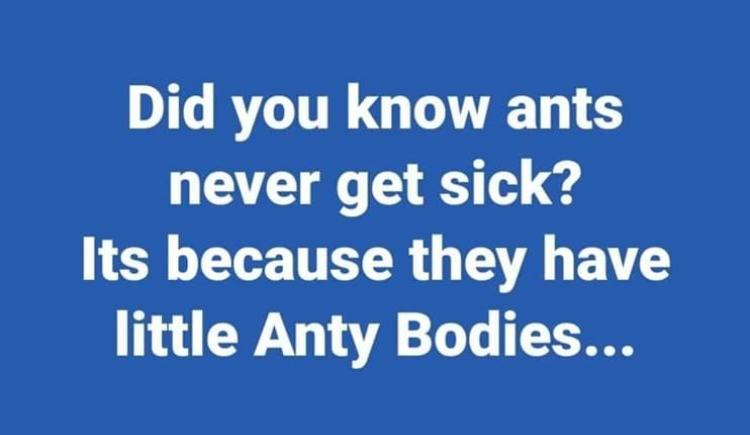 Did you know ants
never get sick?
Its because they have
little Anty Bodies...